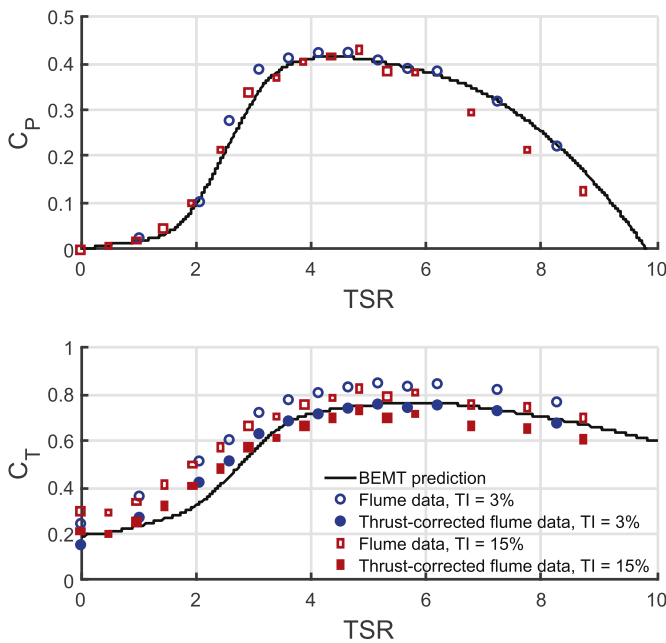 0.5
0.4
0.3
0.2
0.1
0
C_P
0 2 4 6 8 10
TSR
1
0.8
0.6
0.4
0.2
0
C_T
BEMT prediction
Flume data, TI = 3%
Thrust-corrected flume data, TI = 3%
Flume data, TI = 15%
Thrust-corrected flume data, TI = 15%
0 2 4 6 8 10
TSR